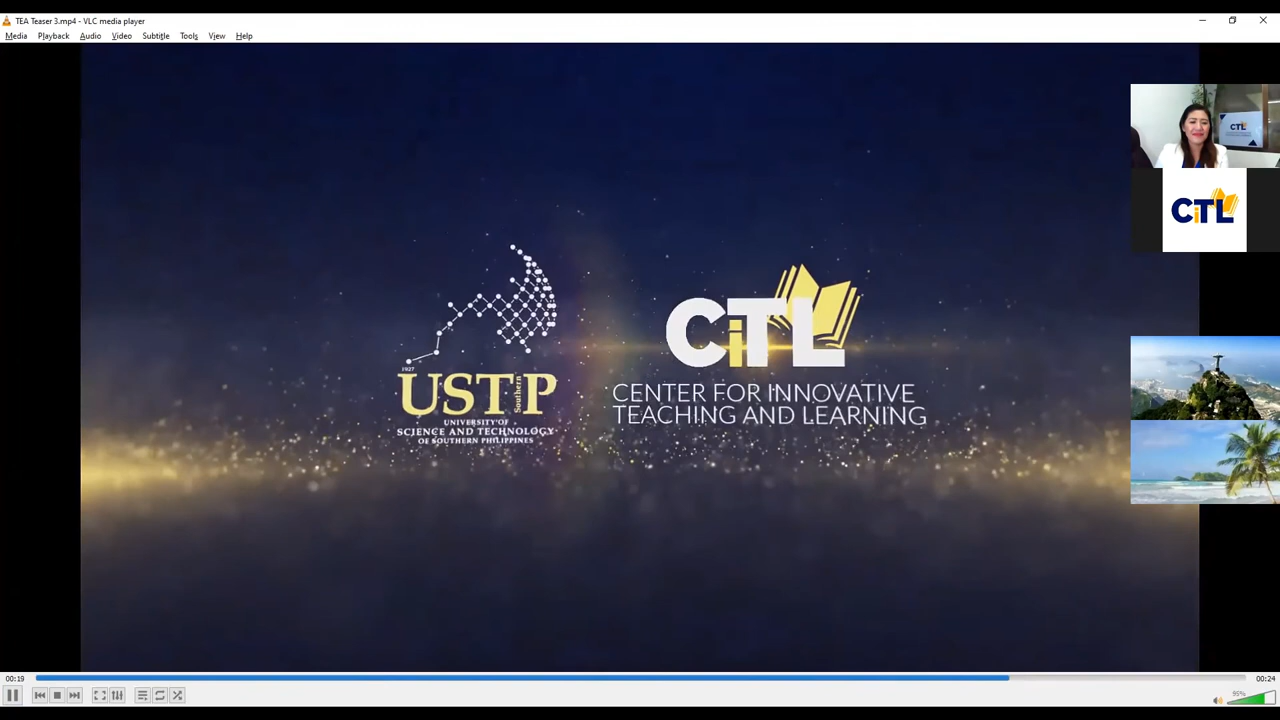 TEA Teaser 3.mp4 - VLC media player
Media Playback Audio Video Subtitle Tools View Help
CiTL
CiTL
1927
USTP
Southern
UNIVERSITY OF
SCIENCE AND TECHNOLOGY
OF SOUTHERN PHILIPPINES
CiTL
CENTER FOR INNOVATIVE
TEACHING AND LEARNING
00:19
00:24
95%